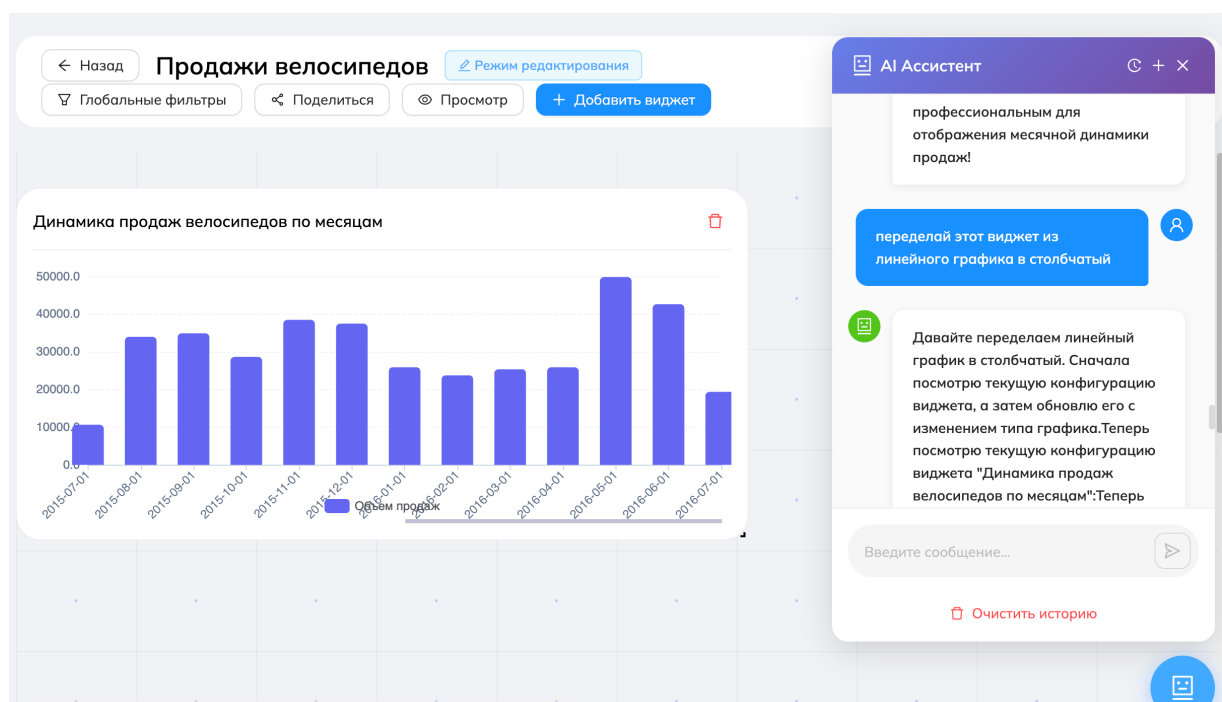 Назад
Продажи велосипедов
Режим редактирования
Глобальные фильтры
Поделиться
Просмотр
+ Добавить виджет
Динамика продаж велосипедов по месяцам
50000.0
40000.0
30000.0
20000.0
10000.0
0.0
2015-07-01
2015-08-01
2015-09-01
2015-10-01
2015-11-01
2015-12-01
2016-01-01
2016-02-01
2016-03-01
2016-04-01
2016-05-01
2016-06-01
2016-07-01
Объем продаж
AI Ассистент
профессиональным для
отображения месячной динамики
продаж!
переделай этот виджет из
линейного графика в столбчатый
Давайте переделаем линейный
график в столбчатый. Сначала
посмотрю текущую конфигурацию
виджета, а затем обновлю его с
изменением типа графика.Теперь
посмотрю текущую конфигурацию
виджета "Динамика продаж
велосипедов по месяцам":Теперь
Введите сообщение...
Очистить историю